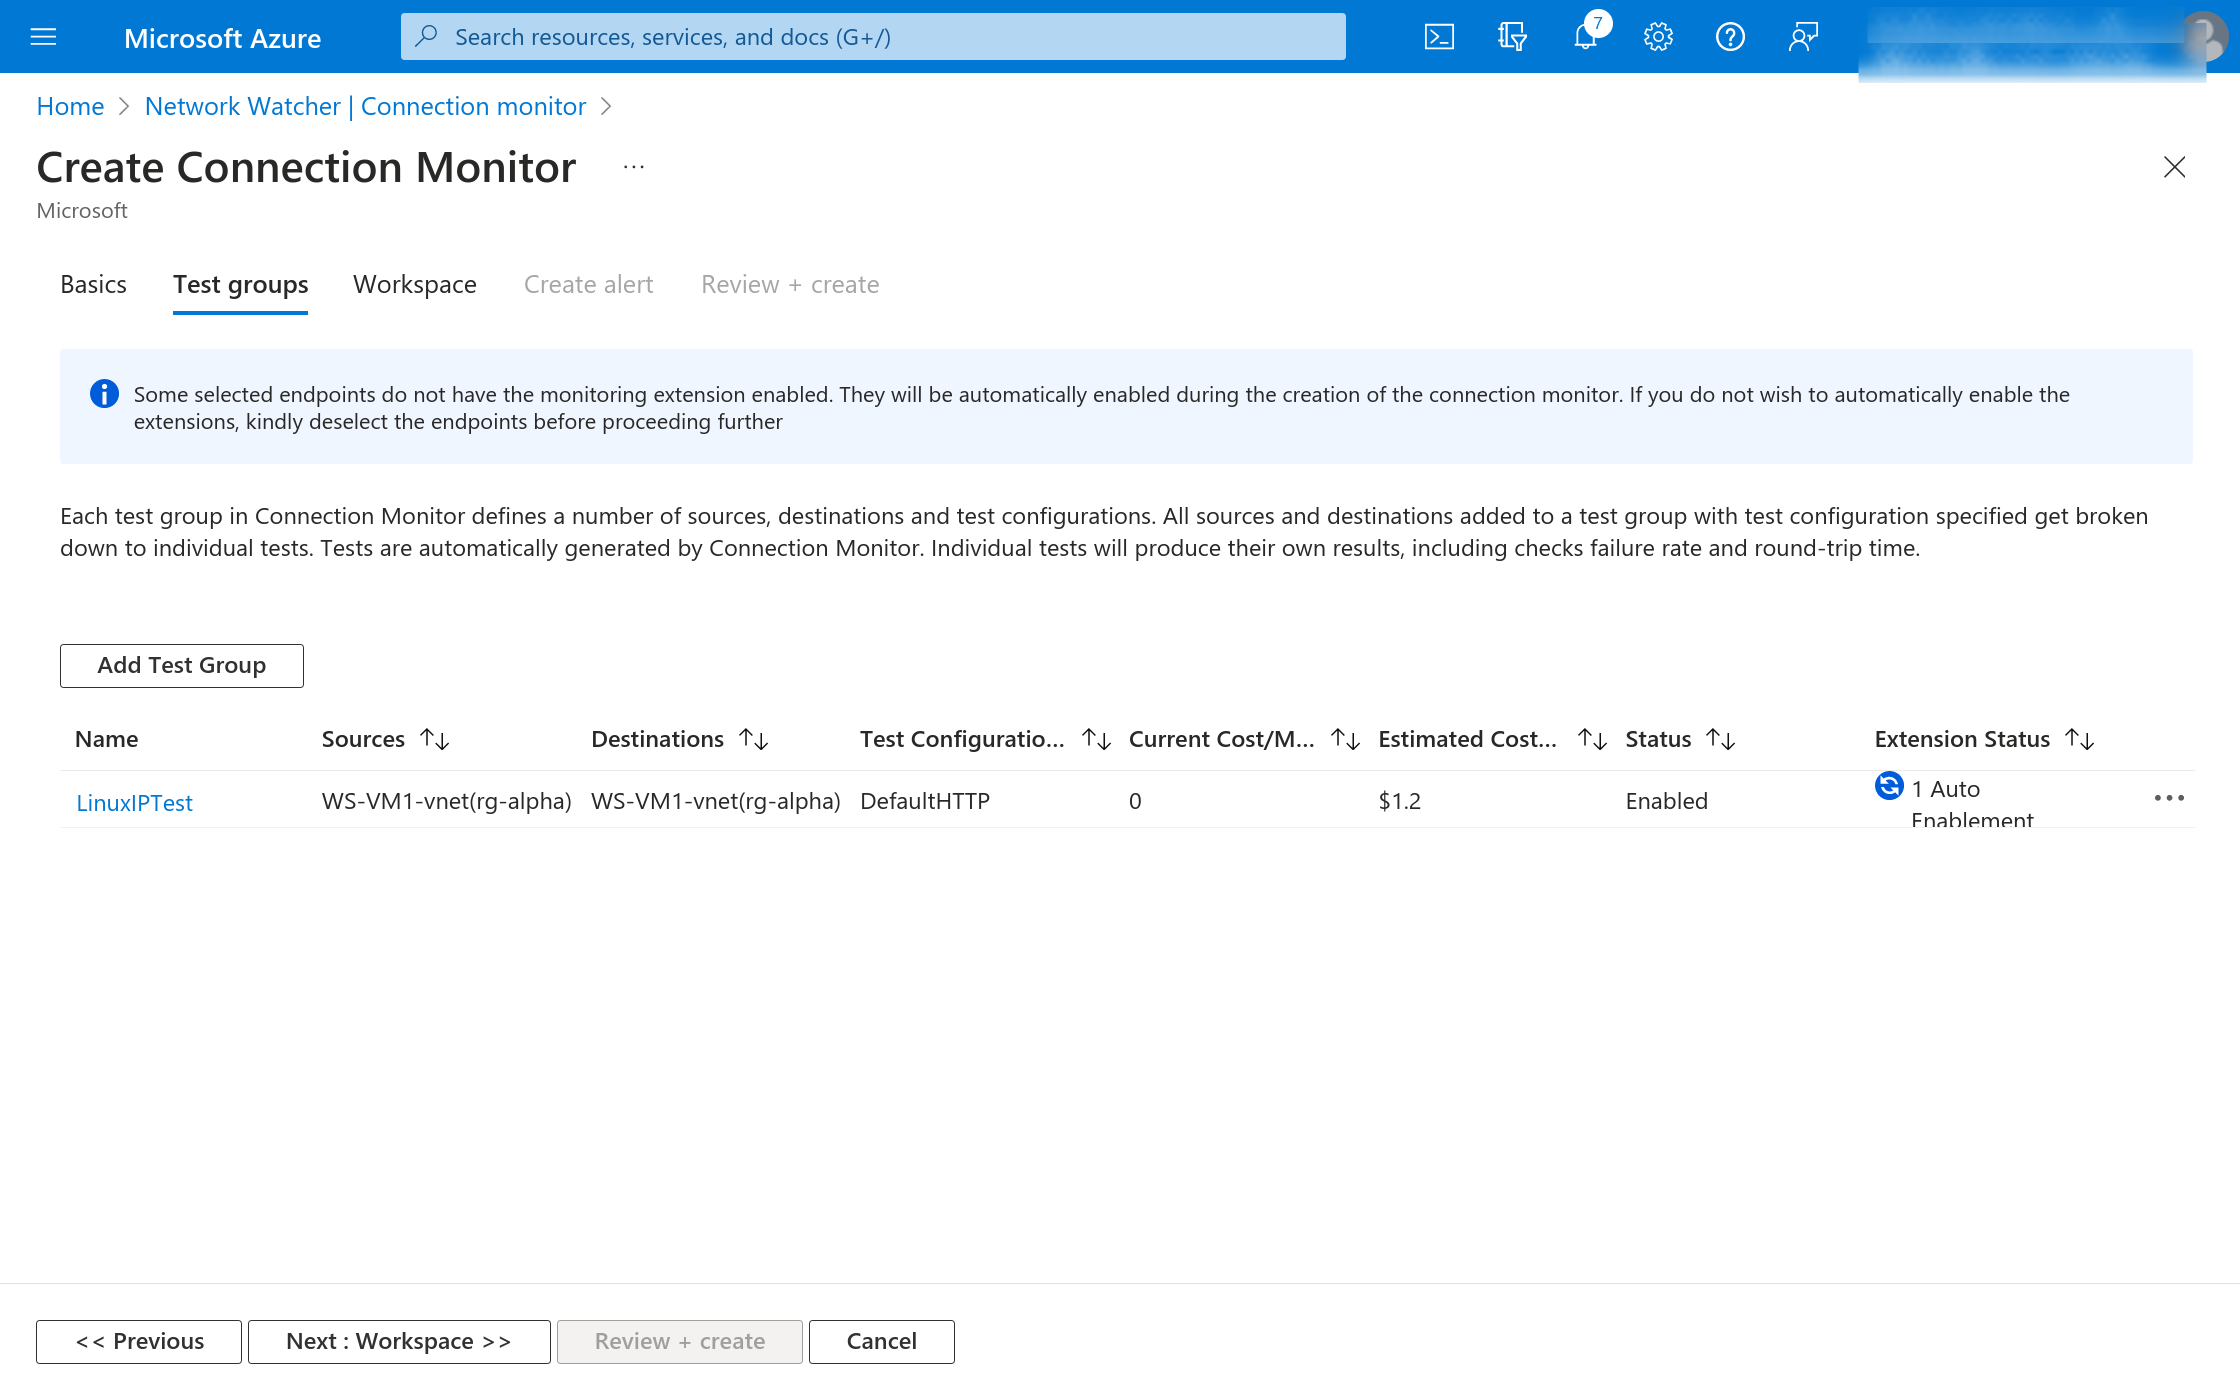 Microsoft Azure
Search resources, services, and docs (G+/)
7
Home > Network Watcher | Connection monitor >
Create Connection Monitor ...
Microsoft
Basics Test groups Workspace Create alert Review + create
Some selected endpoints do not have the monitoring extension enabled. They will be automatically enabled during the creation of the connection monitor. If you do not wish to automatically enable the
extensions, kindly deselect the endpoints before proceeding further
Each test group in Connection Monitor defines a number of sources, destinations and test configurations. All sources and destinations added to a test group with test configuration specified get broken
down to individual tests. Tests are automatically generated by Connection Monitor. Individual tests will produce their own results, including checks failure rate and round-trip time.
Add Test Group
Name Sources ↑↓ Destinations ↑↓ Test Configuratio... ↑↓ Current Cost/M... ↑↓ Estimated Cost... ↑↓ Status ↑↓ Extension Status ↑↓
LinuxIPTest WS-VM1-vnet(rg-alpha) WS-VM1-vnet(rg-alpha) DefaultHTTP 0 $1.2 Enabled 1 Auto
Enablement
<< Previous Next : Workspace >> Review + create Cancel